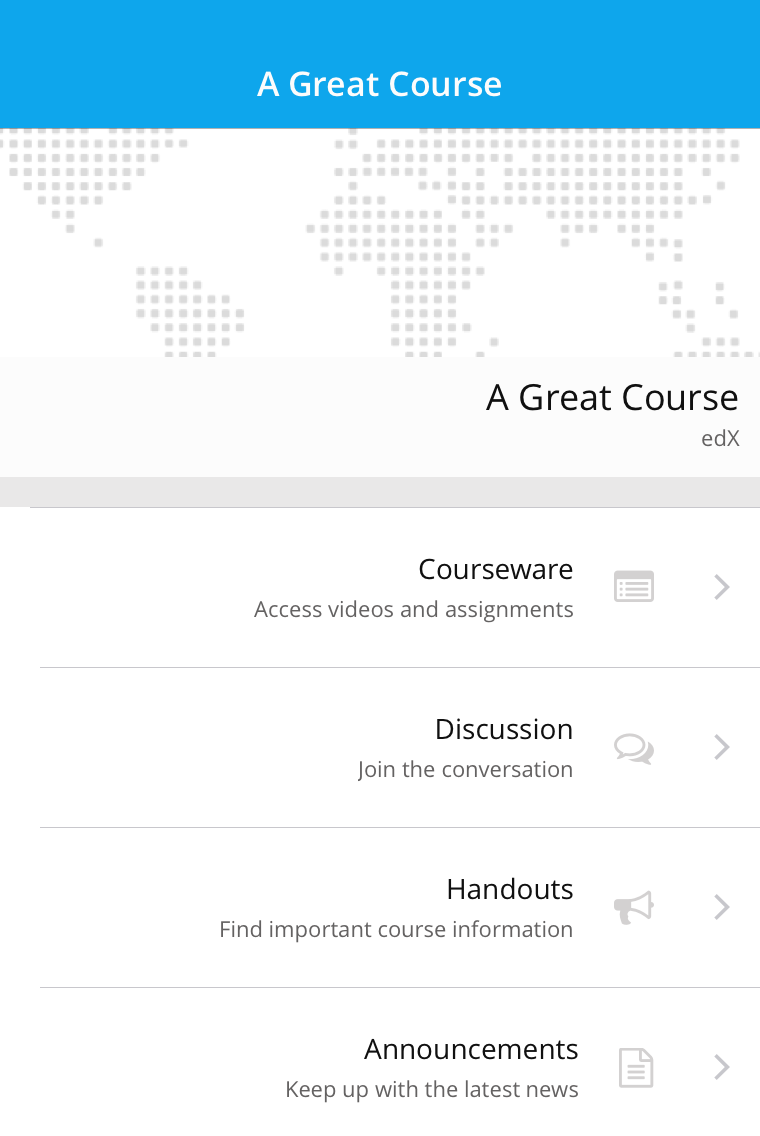 A Great Course
A Great Course
edX
Courseware
Access videos and assignments
Discussion
Join the conversation
Handouts
Find important course information
Announcements
Keep up with the latest news